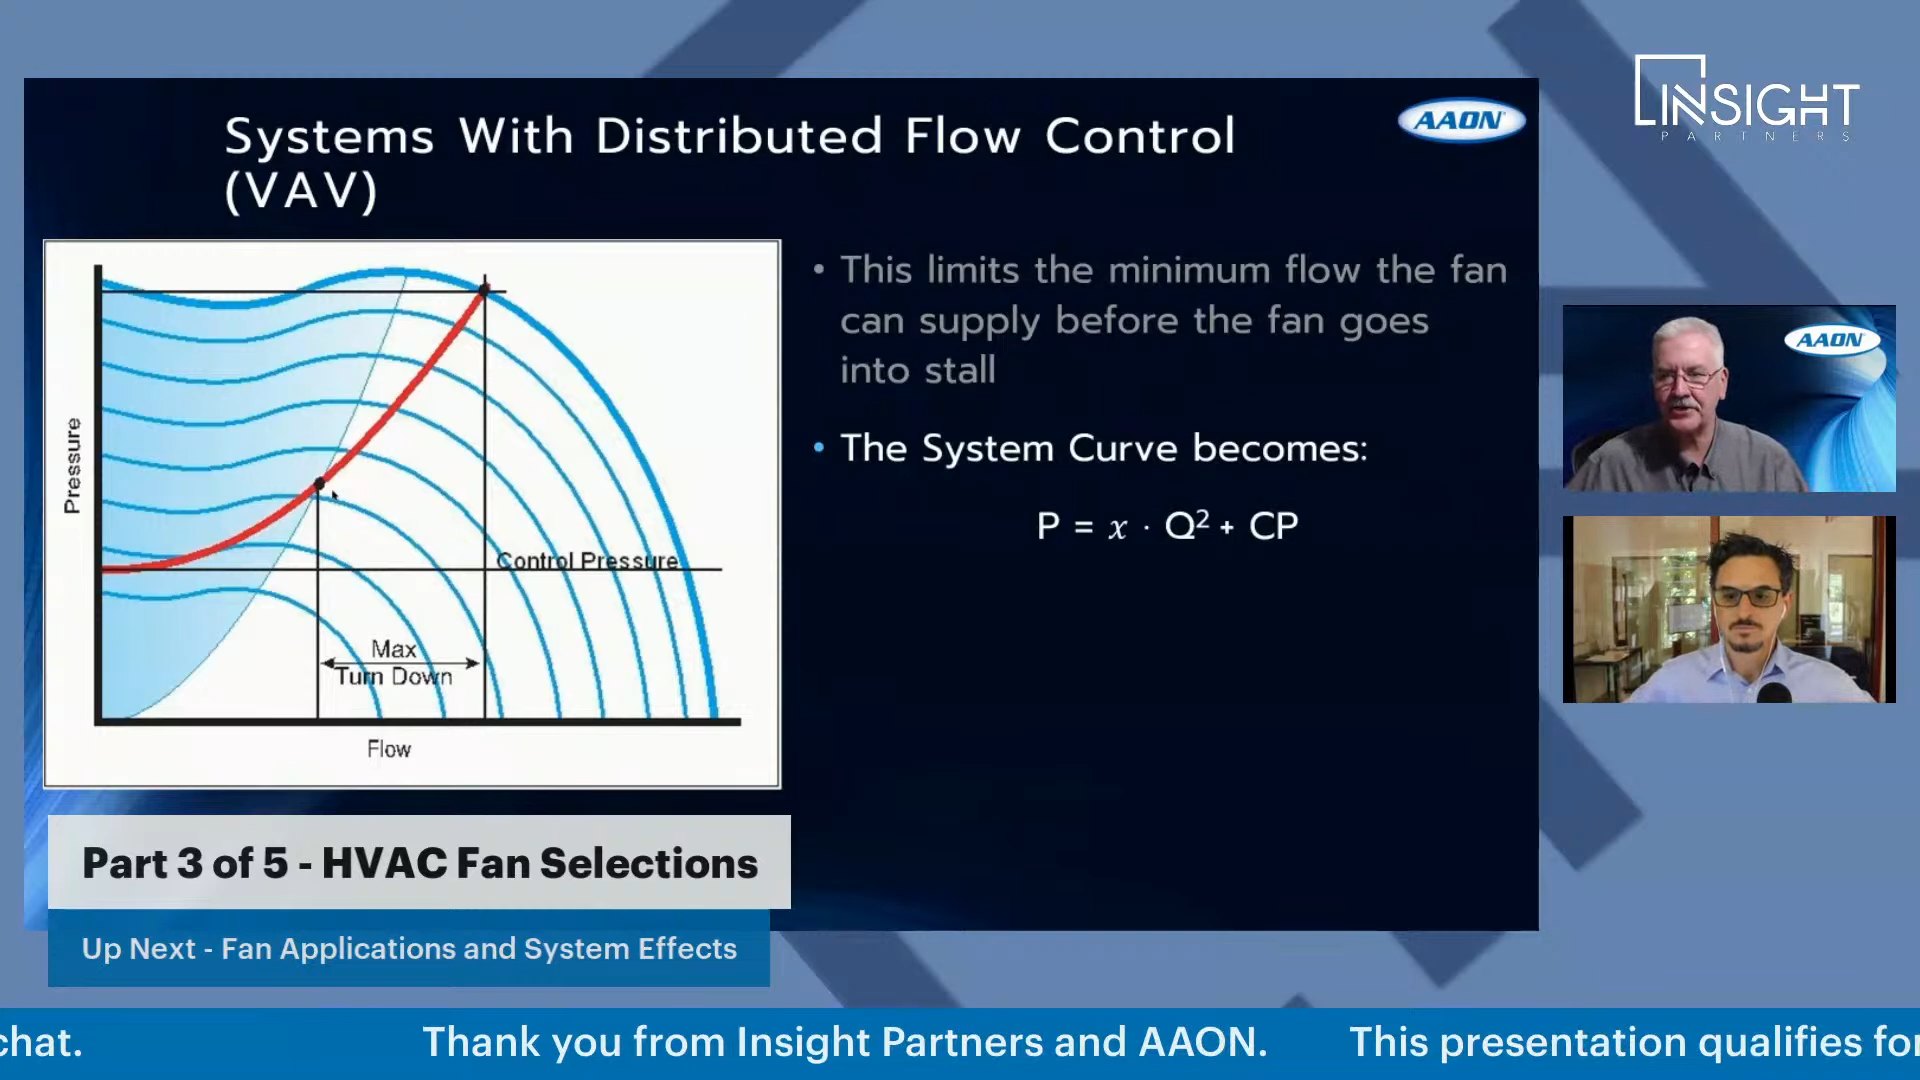 INSIGHT
PARTNERS
Systems With Distributed Flow Control
(VAV)
AAON
Pressure
Control Pressure
Max
Turn Down
Flow
• This limits the minimum flow the fan
can supply before the fan goes
into stall
• The System Curve becomes:
P = x · Q² + CP
AAON
Part 3 of 5 - HVAC Fan Selections
Up Next - Fan Applications and System Effects
chat. Thank you from Insight Partners and AAON. This presentation qualifies for